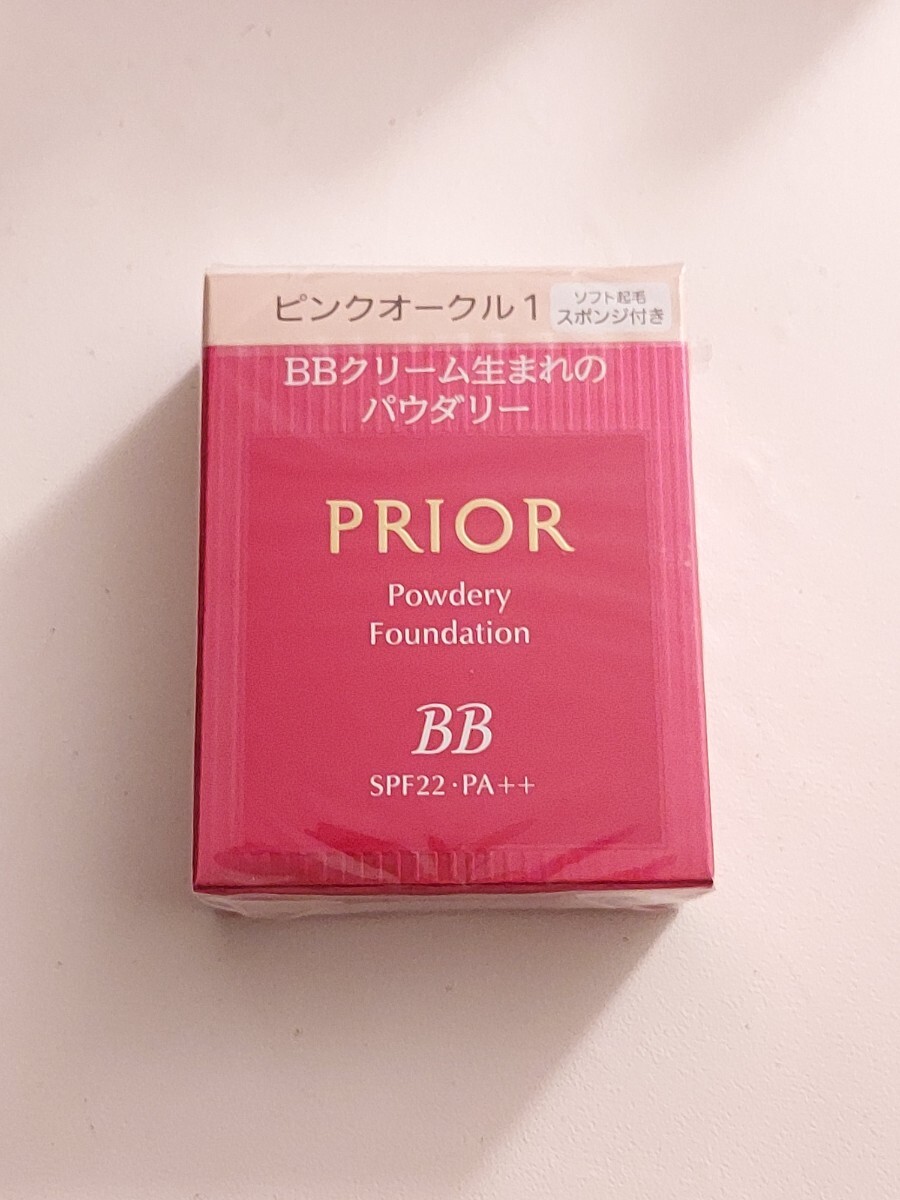 ピンクオークル1
ソフト起毛
スポンジ付き
BBクリーム生まれの
パウダリー
PRIOR
Powdery
Foundation
BB
SPF22・PA++